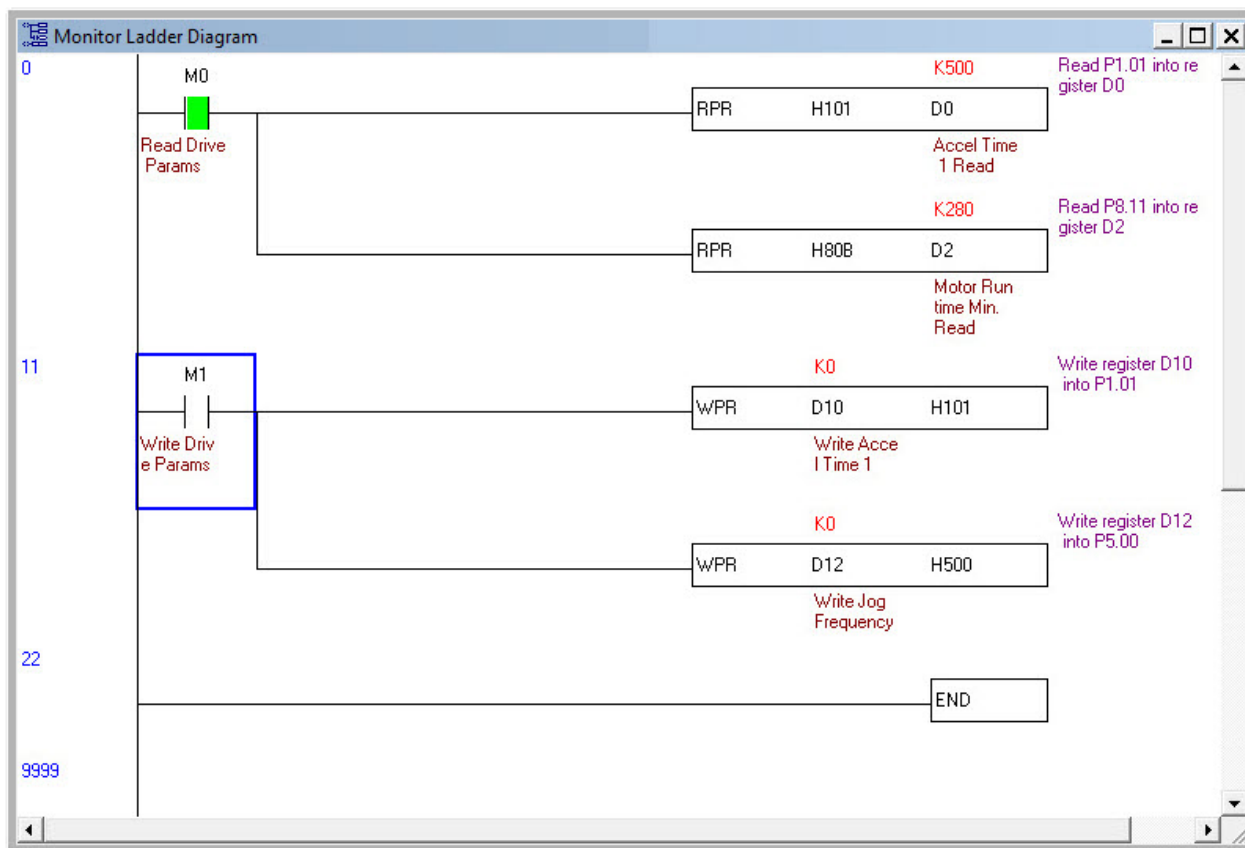 Monitor Ladder Diagram
0
M0
Read Drive
Params
K500
RPR H101 D0
Accel Time
1 Read
Read P1.01 into re
gister D0
K280
RPR H80B D2
Motor Run
time Min.
Read
Read P8.11 into re
gister D2
11
M1
Write Driv
e Params
K0
WPR D10 H101
Write Acce
l Time 1
Write register D10
into P1.01
K0
WPR D12 H500
Write Jog
Frequency
Write register D12
into P5.00
22
END
9999